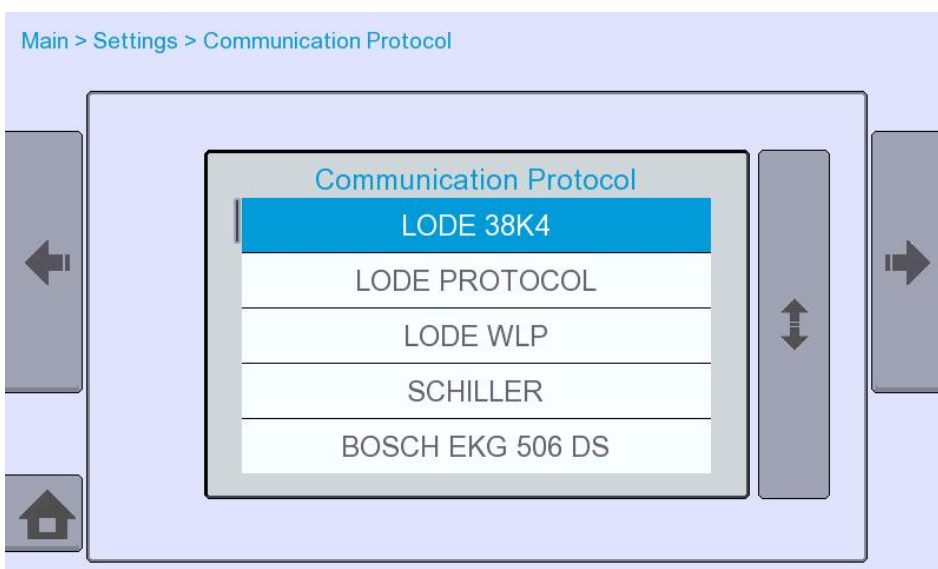 Main > Settings > Communication Protocol
Communication Protocol
LODE 38K4
LODE PROTOCOL
LODE WLP
SCHILLER
BOSCH EKG 506 DS